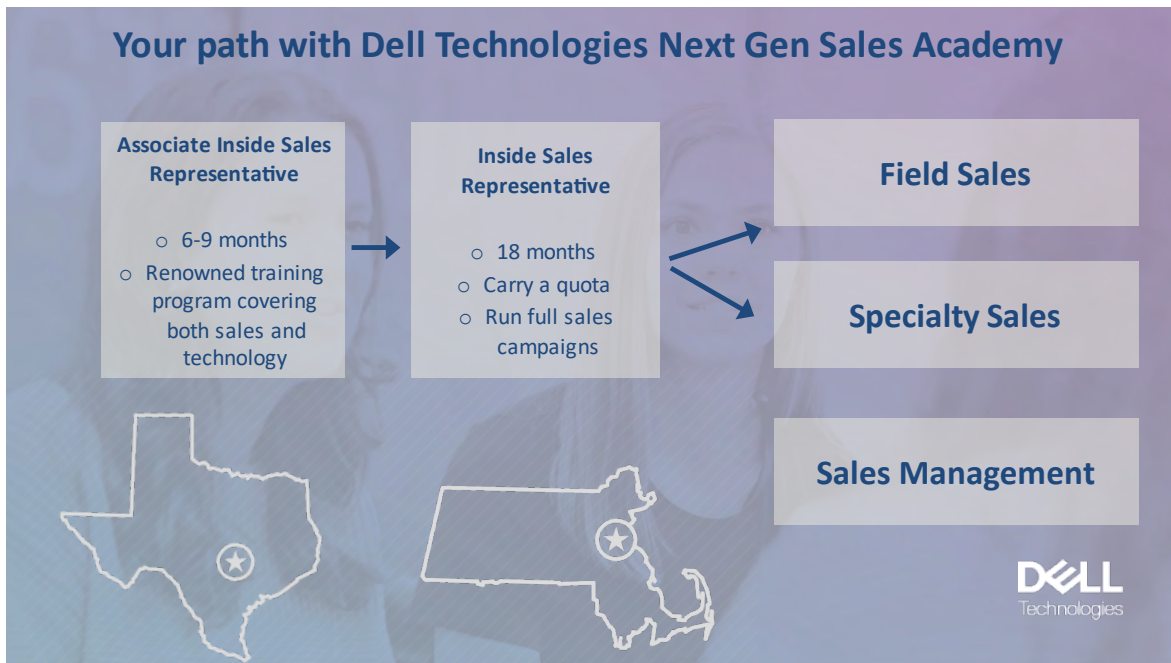 Your path with Dell Technologies Next Gen Sales Academy
Associate Inside Sales
Representative
o 6-9 months
o Renowned training
program covering
both sales and
technology
Inside Sales
Representative
o 18 months
o Carry a quota
o Run full sales
campaigns
Field Sales
Specialty Sales
Sales Management
DELL
Technologies